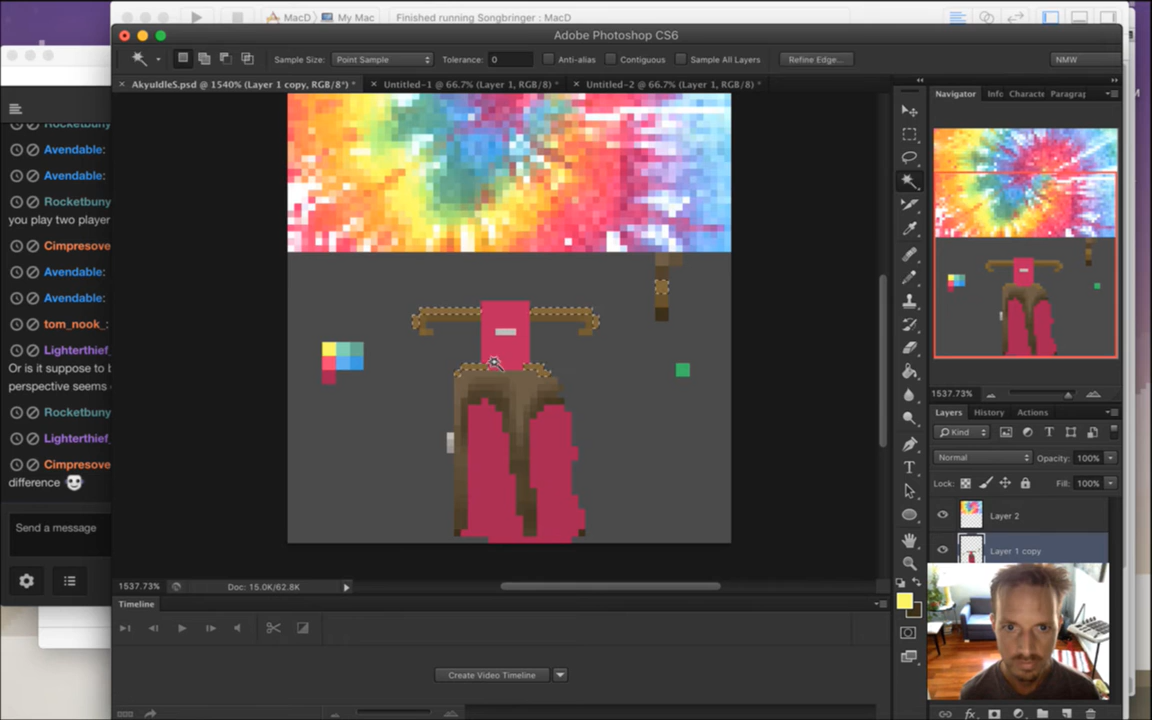 MacD My Mac Finished running Songbringer : MacD
Adobe Photoshop CS6
Sample Size: Point Sample Tolerance: 0 Anti-alias Contiguous Sample All Layers Refine Edge... NMW
AkyuIdleS.psd @ 1540% (Layer 1 copy, RGB/8*) * Untitled-1 @ 66.7% (Layer 1, RGB/8) * Untitled-2 @ 66.7% (Layer 1, RGB/8) *
Navigator Info Characte Paragrap
Rocketbuny
Avendable:
Avendable:
Rocketbuny
you play two player
Cimpresove
Avendable:
Avendable:
tom_nook_:
Lighterthief_
Or is it suppose to b
perspective seems
Rocketbuny
Lighterthief_
Cimpresove
difference
Send a message
1537.73%
Layers History Actions
Kind
Normal Opacity: 100%
Lock: Fill: 100%
Layer 2
Layer 1 copy
1537.73% Doc: 15.0K/62.8K
Timeline
Create Video Timeline